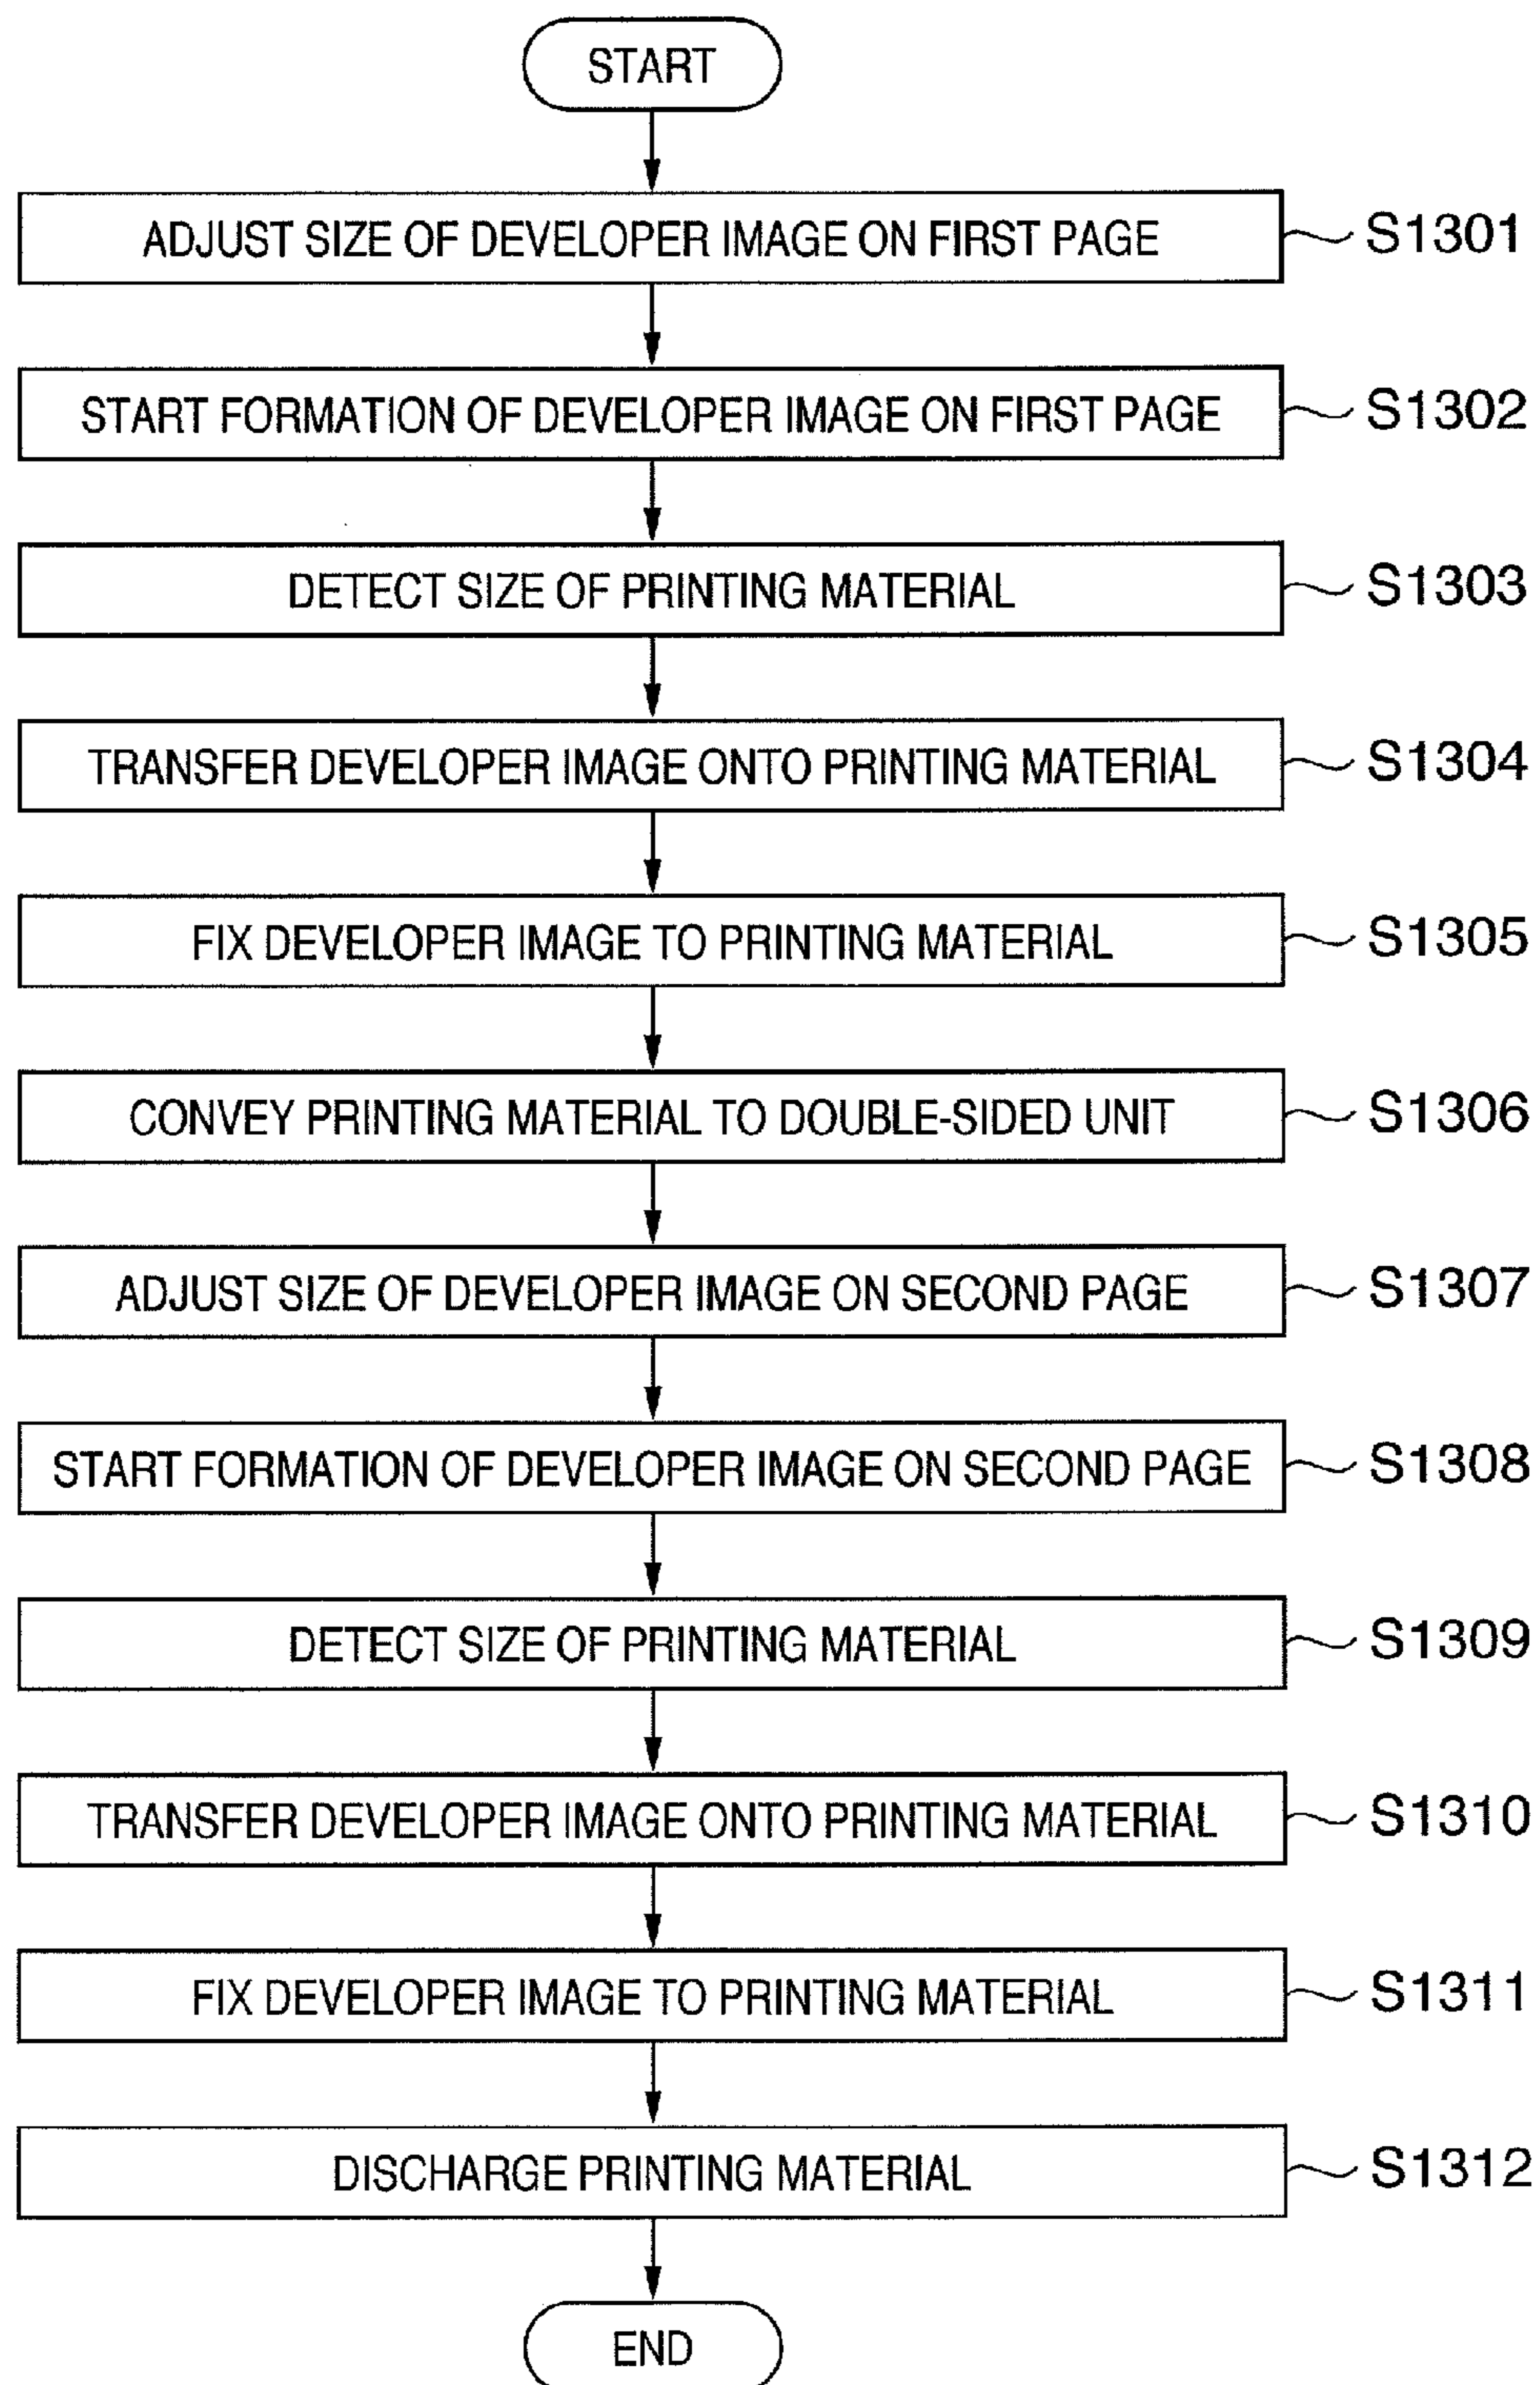 START
ADJUST SIZE OF DEVELOPER IMAGE ON FIRST PAGE S1301
START FORMATION OF DEVELOPER IMAGE ON FIRST PAGE S1302
DETECT SIZE OF PRINTING MATERIAL S1303
TRANSFER DEVELOPER IMAGE ONTO PRINTING MATERIAL S1304
FIX DEVELOPER IMAGE TO PRINTING MATERIAL S1305
CONVEY PRINTING MATERIAL TO DOUBLE-SIDED UNIT S1306
ADJUST SIZE OF DEVELOPER IMAGE ON SECOND PAGE S1307
START FORMATION OF DEVELOPER IMAGE ON SECOND PAGE S1308
DETECT SIZE OF PRINTING MATERIAL S1309
TRANSFER DEVELOPER IMAGE ONTO PRINTING MATERIAL S1310
FIX DEVELOPER IMAGE TO PRINTING MATERIAL S1311
DISCHARGE PRINTING MATERIAL S1312
END